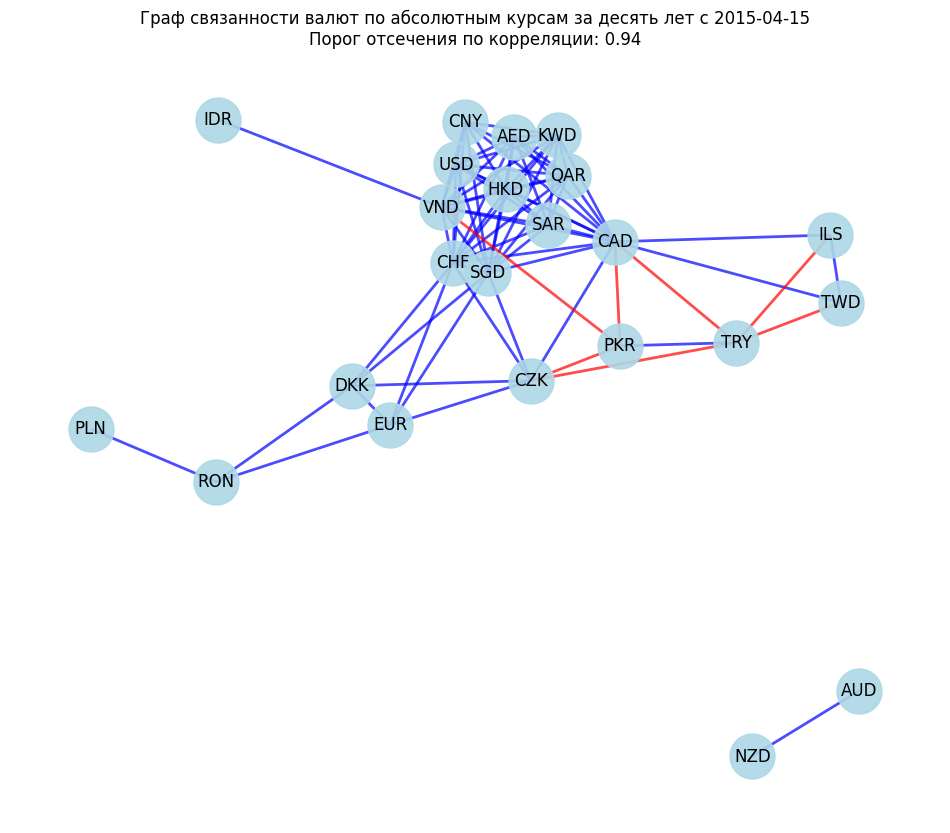 Граф связанности валют по абсолютным курсам за десять лет с 2015-04-15
Порог отсечения по корреляции: 0.94
IDR
CNY
AED
KWD
USD
QAR
HKD
VND
SAR
ILS
CAD
CHF
SGD
TWD
PKR
TRY
DKK
CZK
EUR
PLN
RON
AUD
NZD